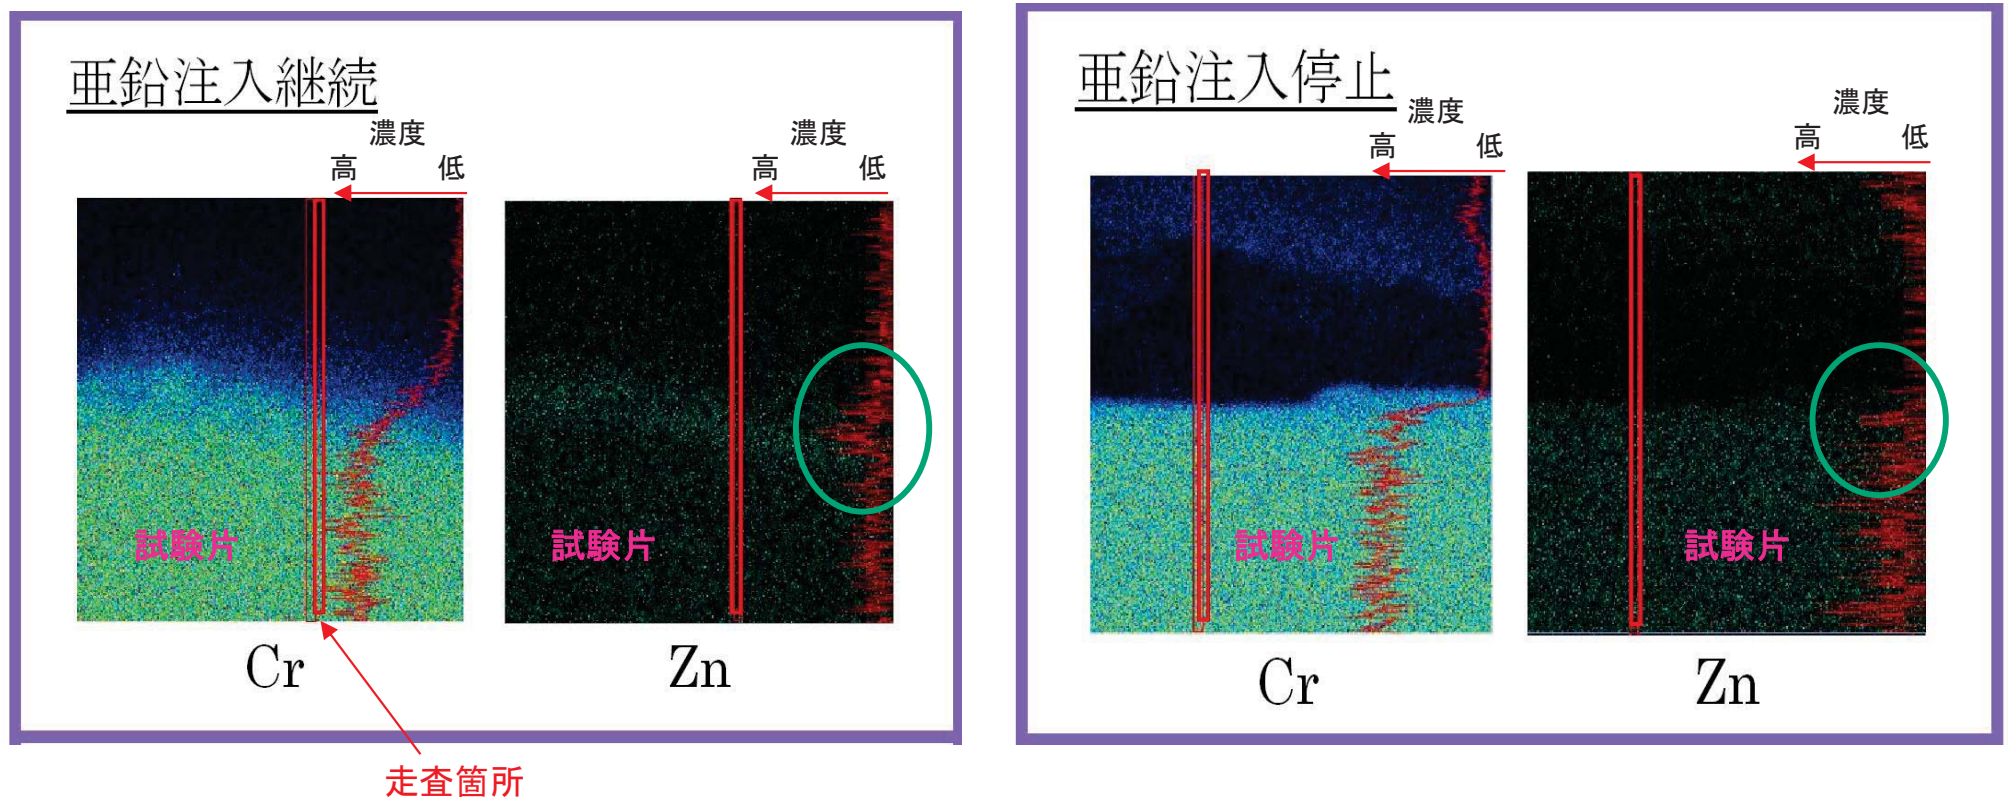 亜鉛注入継続
濃度
高 低
濃度
高 低
試験片
試験片
Cr
Zn
走査箇所
亜鉛注入停止
濃度
高 低
濃度
高 低
試験片
試験片
Cr
Zn